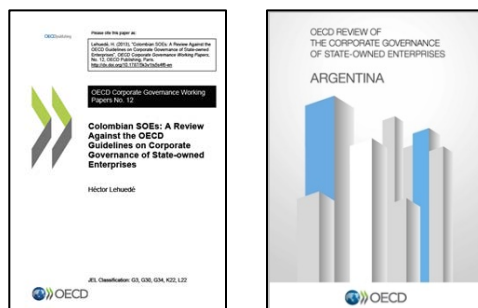 OECD publishing
Please cite this paper as:
Lehuedé, H. (2013), "Colombian SOEs: A Review Against the
OECD Guidelines on Corporate Governance of State-owned
Enterprises", OECD Corporate Governance Working Papers,
No. 12, OECD Publishing, Paris.
OECD Corporate Governance Working
Papers No. 12
Colombian SOEs: A Review
Against the OECD
Guidelines on Corporate
Governance of State-owned
Enterprises
Héctor Lehuedé
JEL Classification: G3, G30, G34, K22, L22
OECD
OECD REVIEW OF
THE CORPORATE GOVERNANCE
OF STATE-OWNED ENTERPRISES
ARGENTINA
OECD